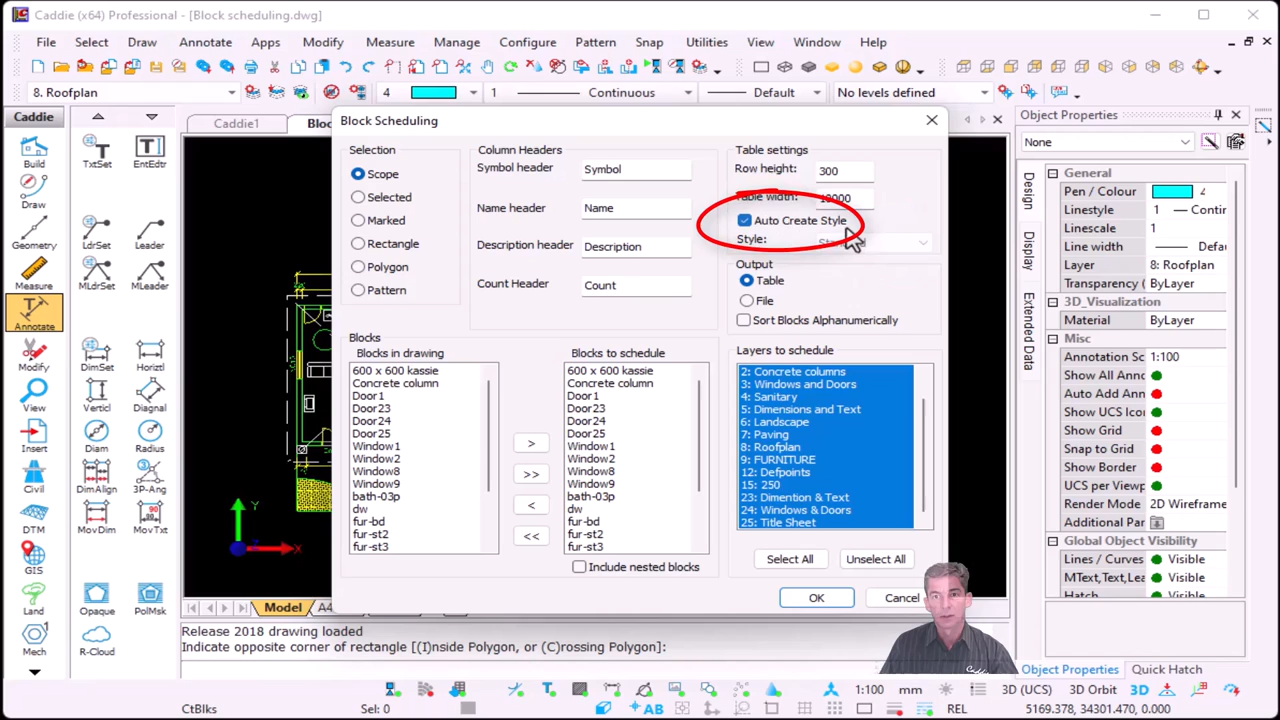 Caddie (x64) Professional - [Block scheduling.dwg]
File Select Draw Annotate Apps Modify Measure Manage Configure Pattern Snap Utilities View Window Help
8. Roofplan 4 1 Continuous Default No levels defined
Caddie
Build
Draw
Geometry
Measure
Annotate
Modify
View
Insert
Civil
DTM
GIS
Land
Mech
TxtSet EntEdtr
LdrSet Leader
MLdrSet MLeader
DimSet Horiztl
Verticl Diagnal
Diam Radius
DimAlign 3P-Ang
MovDim MovTxt
Opaque PolMsk
R-Cloud
Caddie1
Block Scheduling
Selection
Scope
Selected
Marked
Rectangle
Polygon
Pattern
Column Headers
Symbol header Symbol
Name header Name
Description header Description
Count Header Count
Table settings
Row height: 300
Table width: 10000
Auto Create Style
Style:
Output
Table
File
Sort Blocks Alphanumerically
Blocks
Blocks in drawing
600 x 600 kassie
Concrete column
Door1
Door23
Door24
Door25
Window1
Window2
Window8
Window9
bath-03p
dw
fur-bd
fur-st2
fur-st3
>
>>
<
<<
Blocks to schedule
600 x 600 kassie
Concrete column
Door1
Door23
Door24
Door25
Window1
Window2
Window8
Window9
bath-03p
dw
fur-bd
fur-st2
fur-st3
Include nested blocks
Layers to schedule
2: Concrete columns
3: Windows and Doors
4: Sanitary
5: Dimensions and Text
6: Landscape
7: Paving
8: Roofplan
9: FURNITURE
12: Defpoints
15: 250
23: Dimention & Text
24: Windows & Doors
25: Title Sheet
Select All Unselect All
OK Cancel
Object Properties
None
Design
Display
Extended Data
General
Pen / Colour 4
Linestyle 1
Linescale 1
Line width
Layer 8: Roofplan
Transparency ( ByLayer
3D_Visualization
Material ByLayer
Misc
Annotation Sc 1:100
Show All Annc
Auto Add Ann
Show UCS Icor
Show Grid
Snap to Grid
Show Border
UCS per Viewp
Render Mode 2D Wireframe
Additional Par
Global Object Visibility
Lines / Curves Visible
MText,Text,Lea Visible
Hatch Visible
Object Properties Quick Hatch
Y
X
Model A4
Release 2018 drawing loaded
Indicate opposite corner of rectangle [(I)nside Polygon, or (C)rossing Polygon]:
1:100 mm 3D (UCS) 3D Orbit 3D
CtBlks Sel: 0 AB REL 5169.378, 34301.470, 0.000